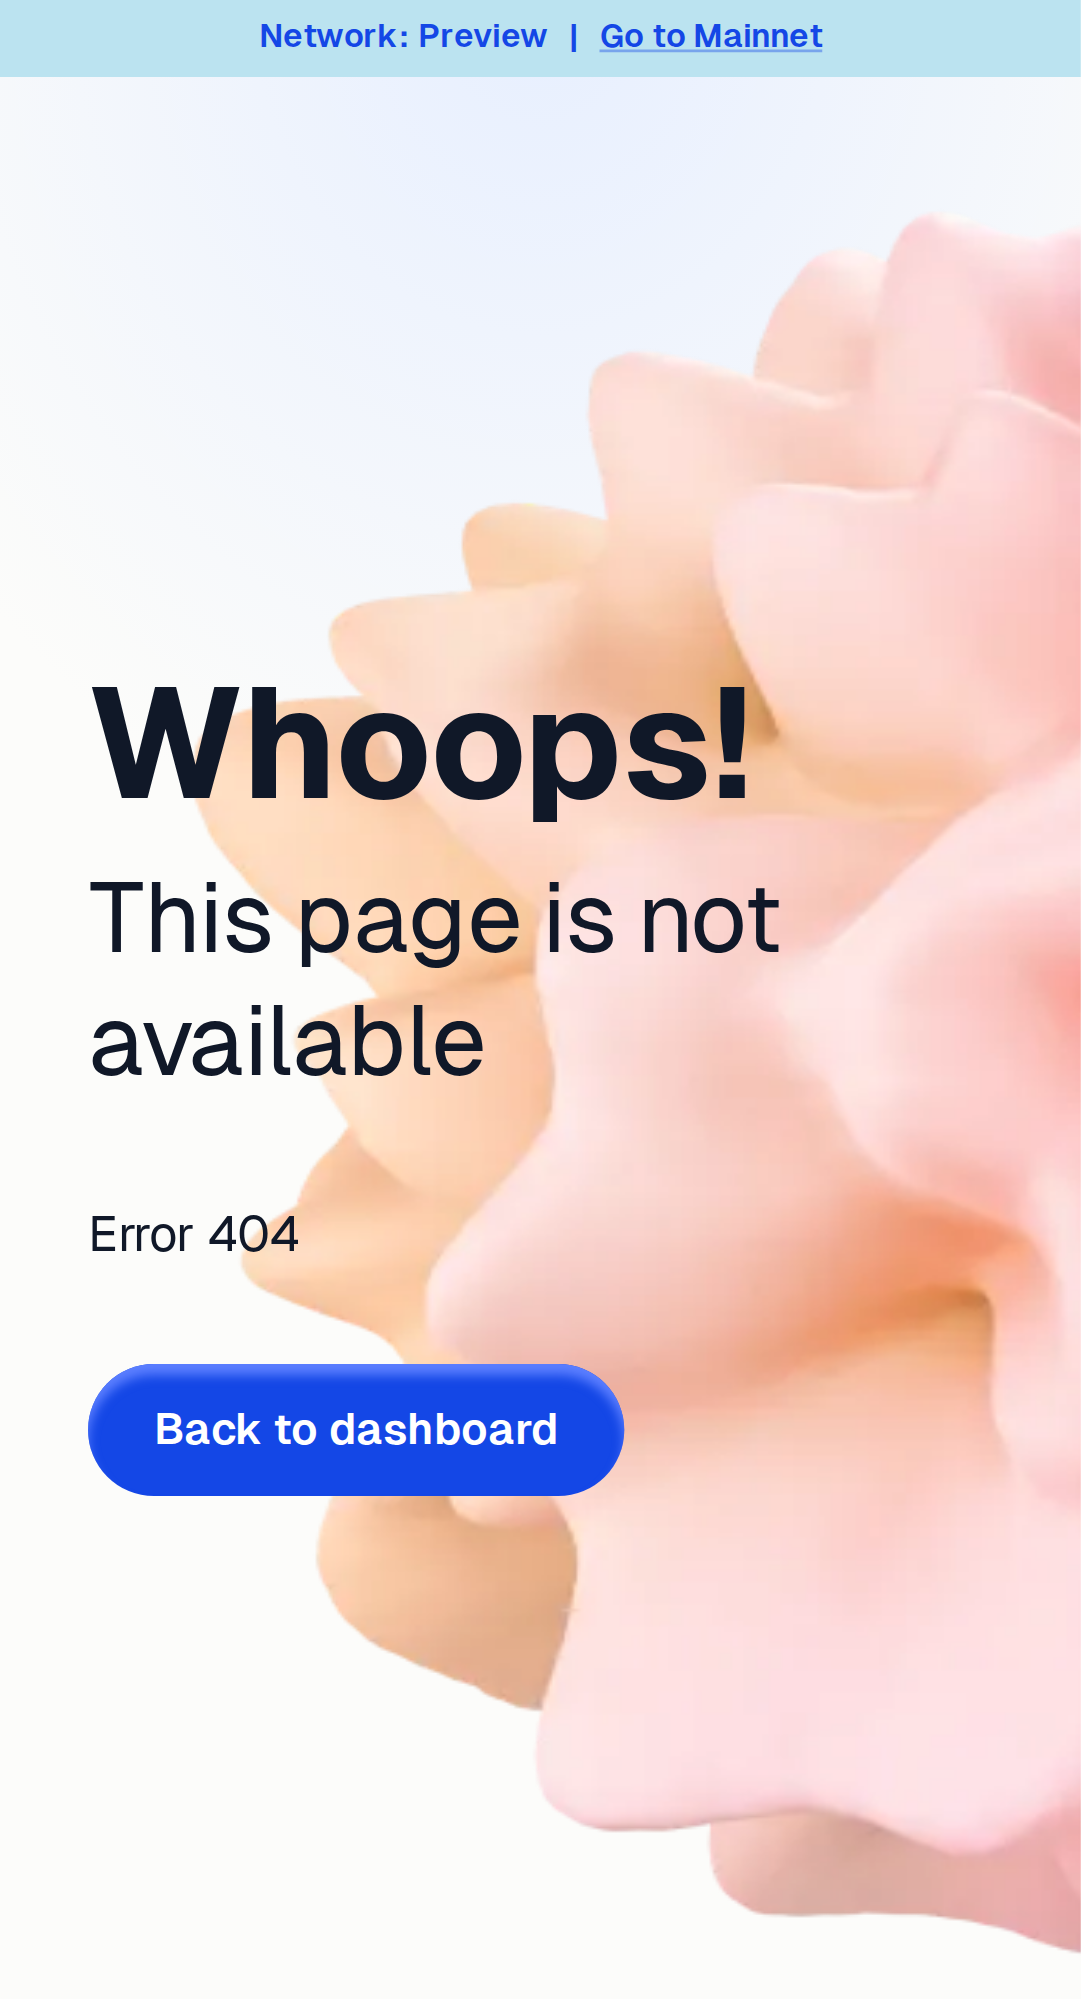 Network: Preview | Go to Mainnet
Whoops!
This page is not
available
Error 404
Back to dashboard